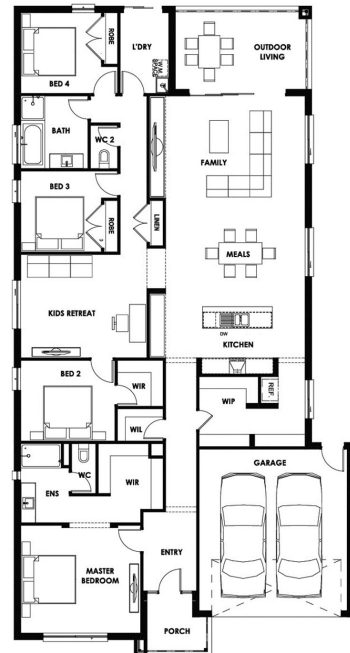 ROBE
L'DRY
W.M
SPACE
OUTDOOR
LIVING
BED 4
BATH
WC 2
FAMILY
BED 3
ROBE
LINEN
MEALS
KIDS RETREAT
DW
KITCHEN
BED 2
WIR
WIP
REF.
WIL
WC
GARAGE
ENS
WIR
MASTER
BEDROOM
ENTRY
PORCH